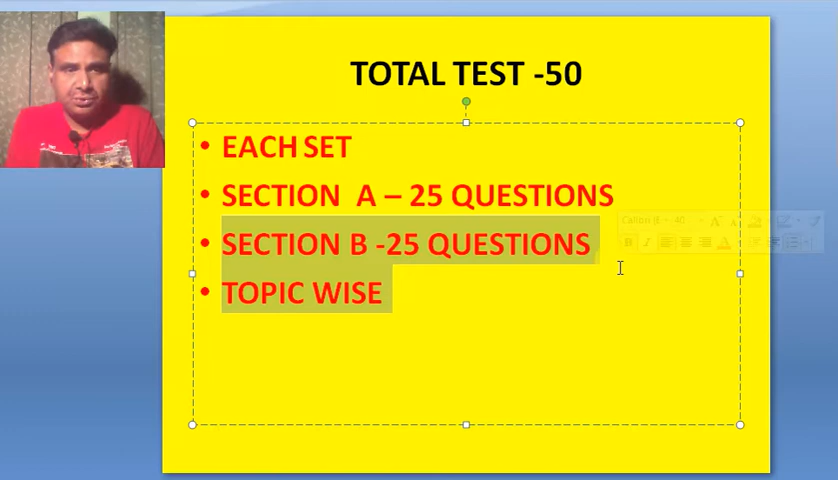 TOTAL TEST -50
• EACH SET
• SECTION A – 25 QUESTIONS
• SECTION B -25 QUESTIONS
• TOPIC WISE